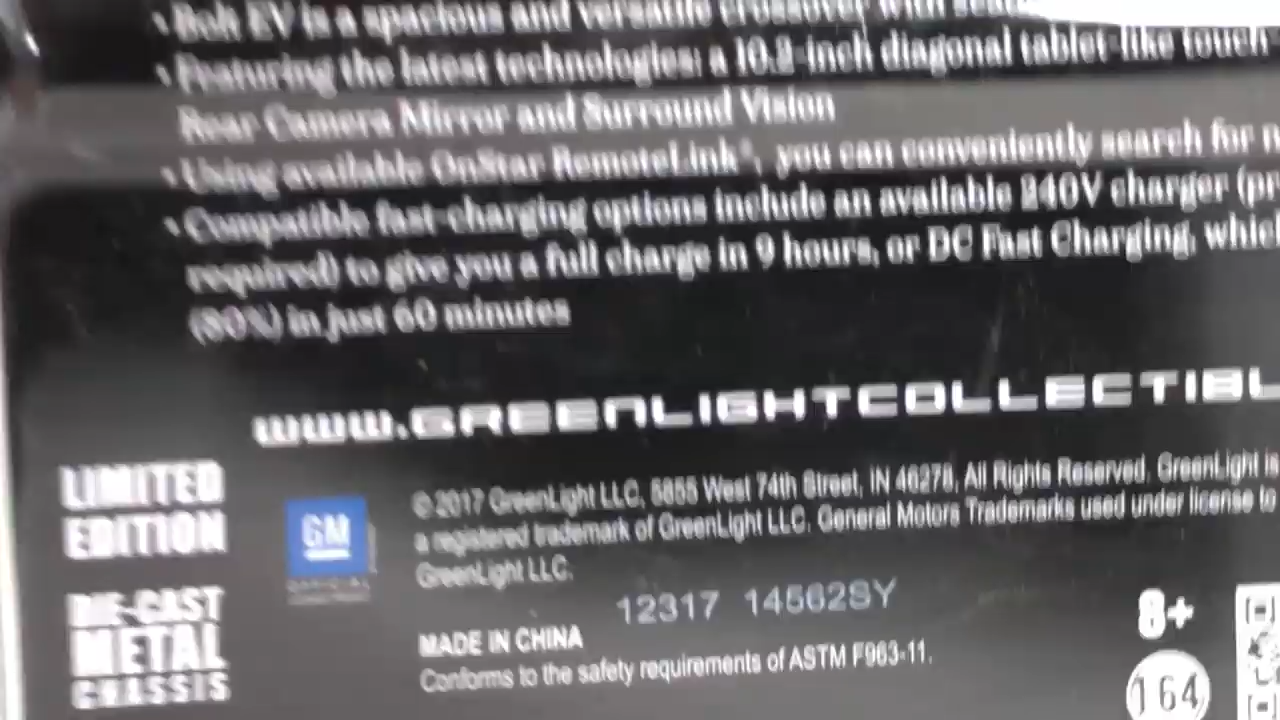 • Bolt EV is a spacious and versatile crossover with
• Featuring the latest technologies: a 10.2-inch diagonal tablet-like touch
Rear Camera Mirror and Surround Vision
• Using available OnStar RemoteLink®, you can conveniently search for
• Compatible fast-charging options include an available 240V charger (pr
required) to give you a full charge in 9 hours, or DC Fast Charging, whic
(80%) in just 60 minutes
www.GREENLIGHTCOLLECTIBL
LIMITED
EDITION
DIE-CAST
METAL
CHASSIS
GM
OFFICIAL
© 2017 GreenLight LLC, 5855 West 74th Street, IN 46278, All Rights Reserved, GreenLight is
a registered trademark of GreenLight LLC. General Motors Trademarks used under license to
GreenLight LLC.
12317 14562SY
MADE IN CHINA
Conforms to the safety requirements of ASTM F963-11.
8+
164